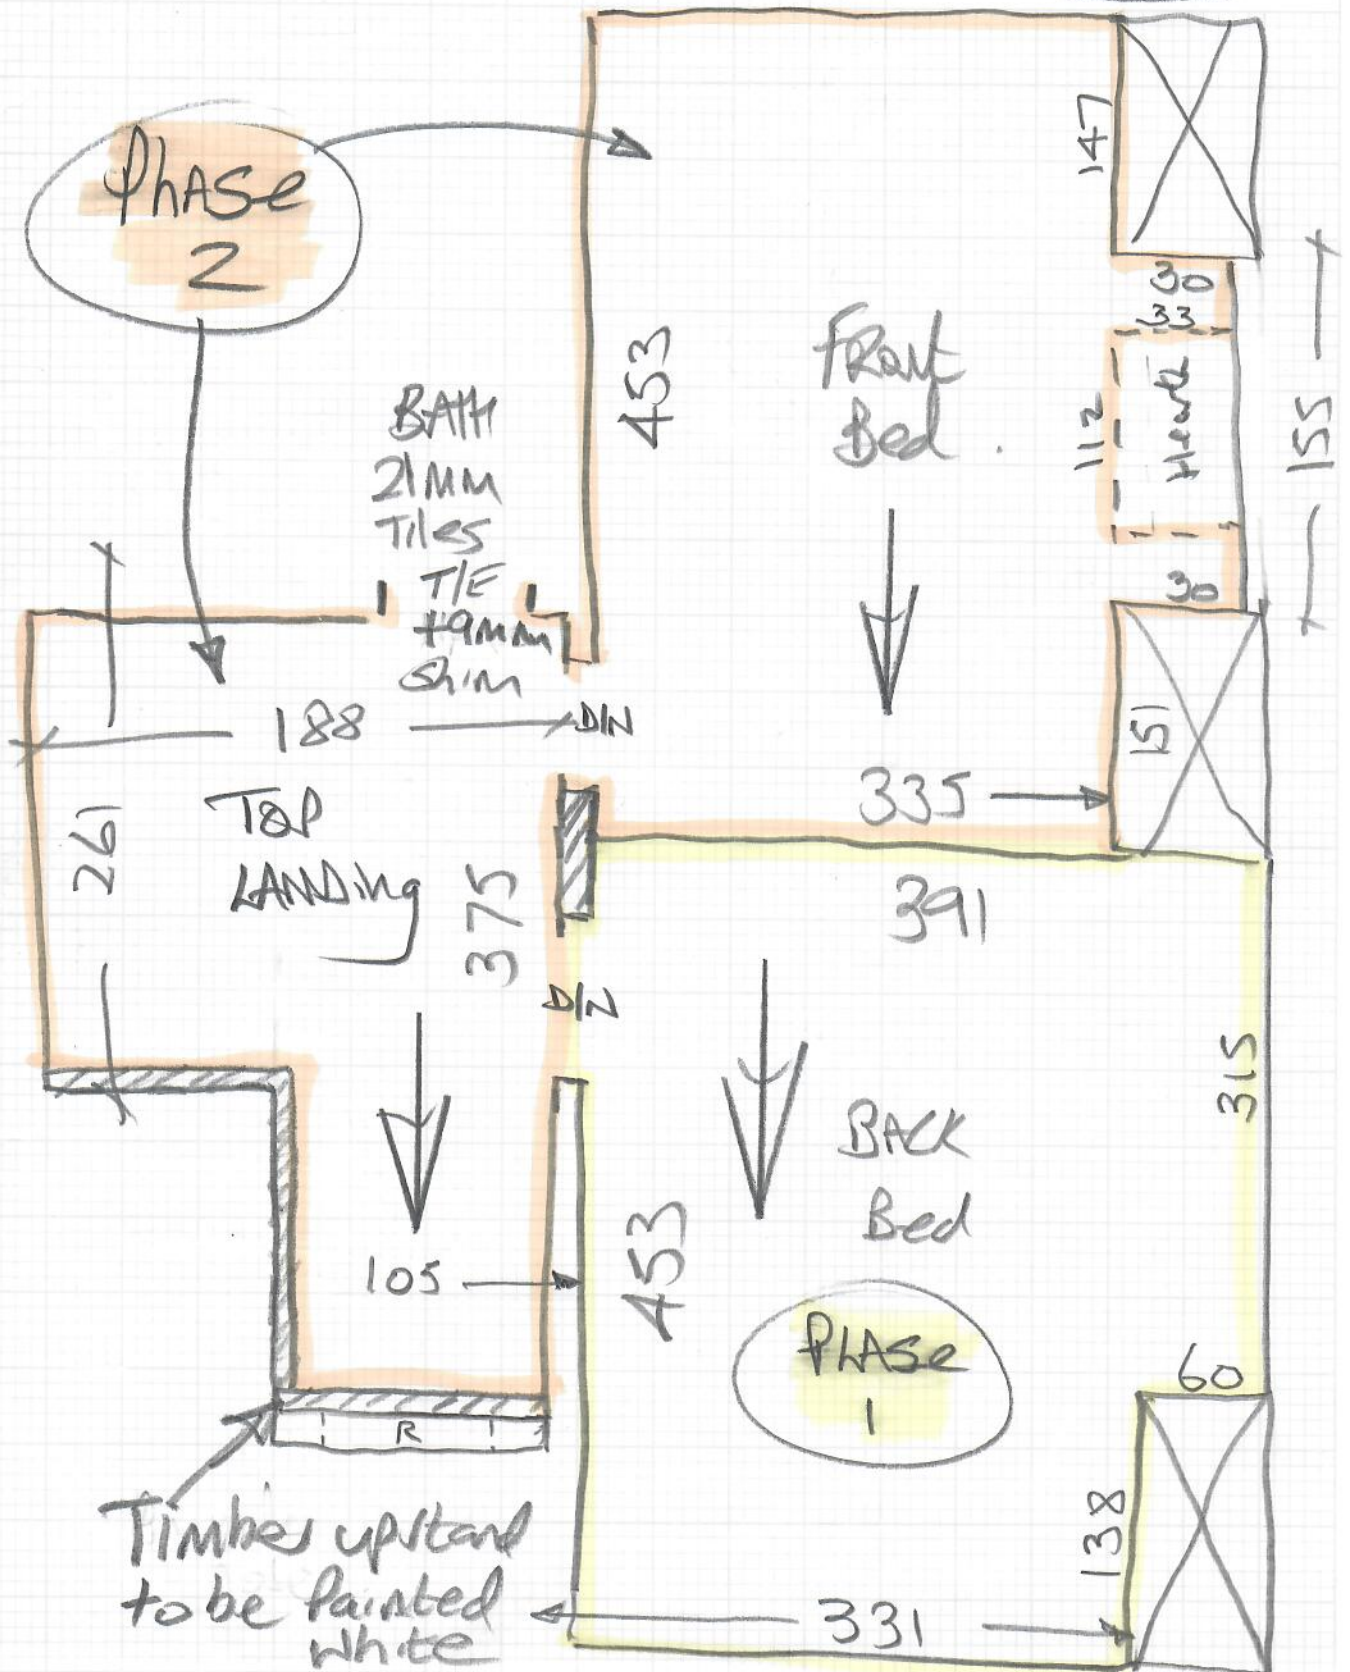 Phase
2
147
30
33
Hearth
112
155
30
151
453
Front
Bed
BATH
21MM
Tiles
T/E
+9mm
Shim
188
D/N
TOP
LANDing
261
375
335
391
D/N
315
BACK
Bed
453
105
PhASe
1
60
138
331
R
Timber upstand
to be Painted
white